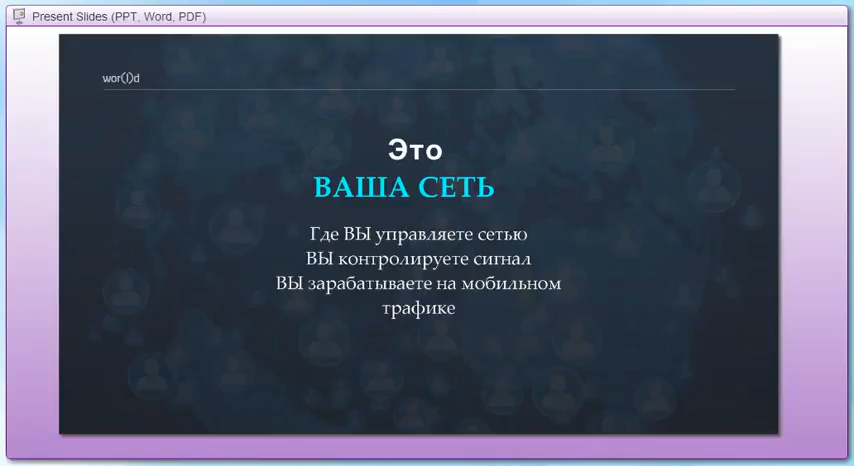 Present Slides (PPT, Word, PDF)
wor(l)d
Это
ВАША СЕТЬ
Где ВЫ управляете сетью
ВЫ контролируете сигнал
ВЫ зарабатываете на мобильном
трафике